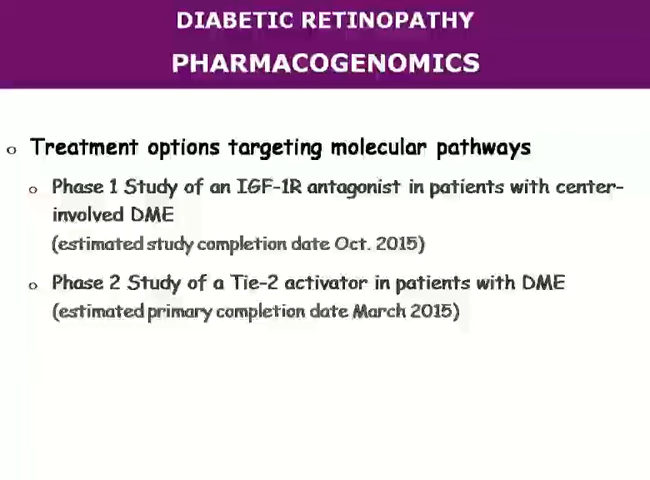 DIABETIC RETINOPATHY
PHARMACOGENOMICS
o Treatment options targeting molecular pathways
o Phase 1 Study of an IGF-1R antagonist in patients with center-
involved DME
(estimated study completion date Oct. 2015)
o Phase 2 Study of a Tie-2 activator in patients with DME
(estimated primary completion date March 2015)